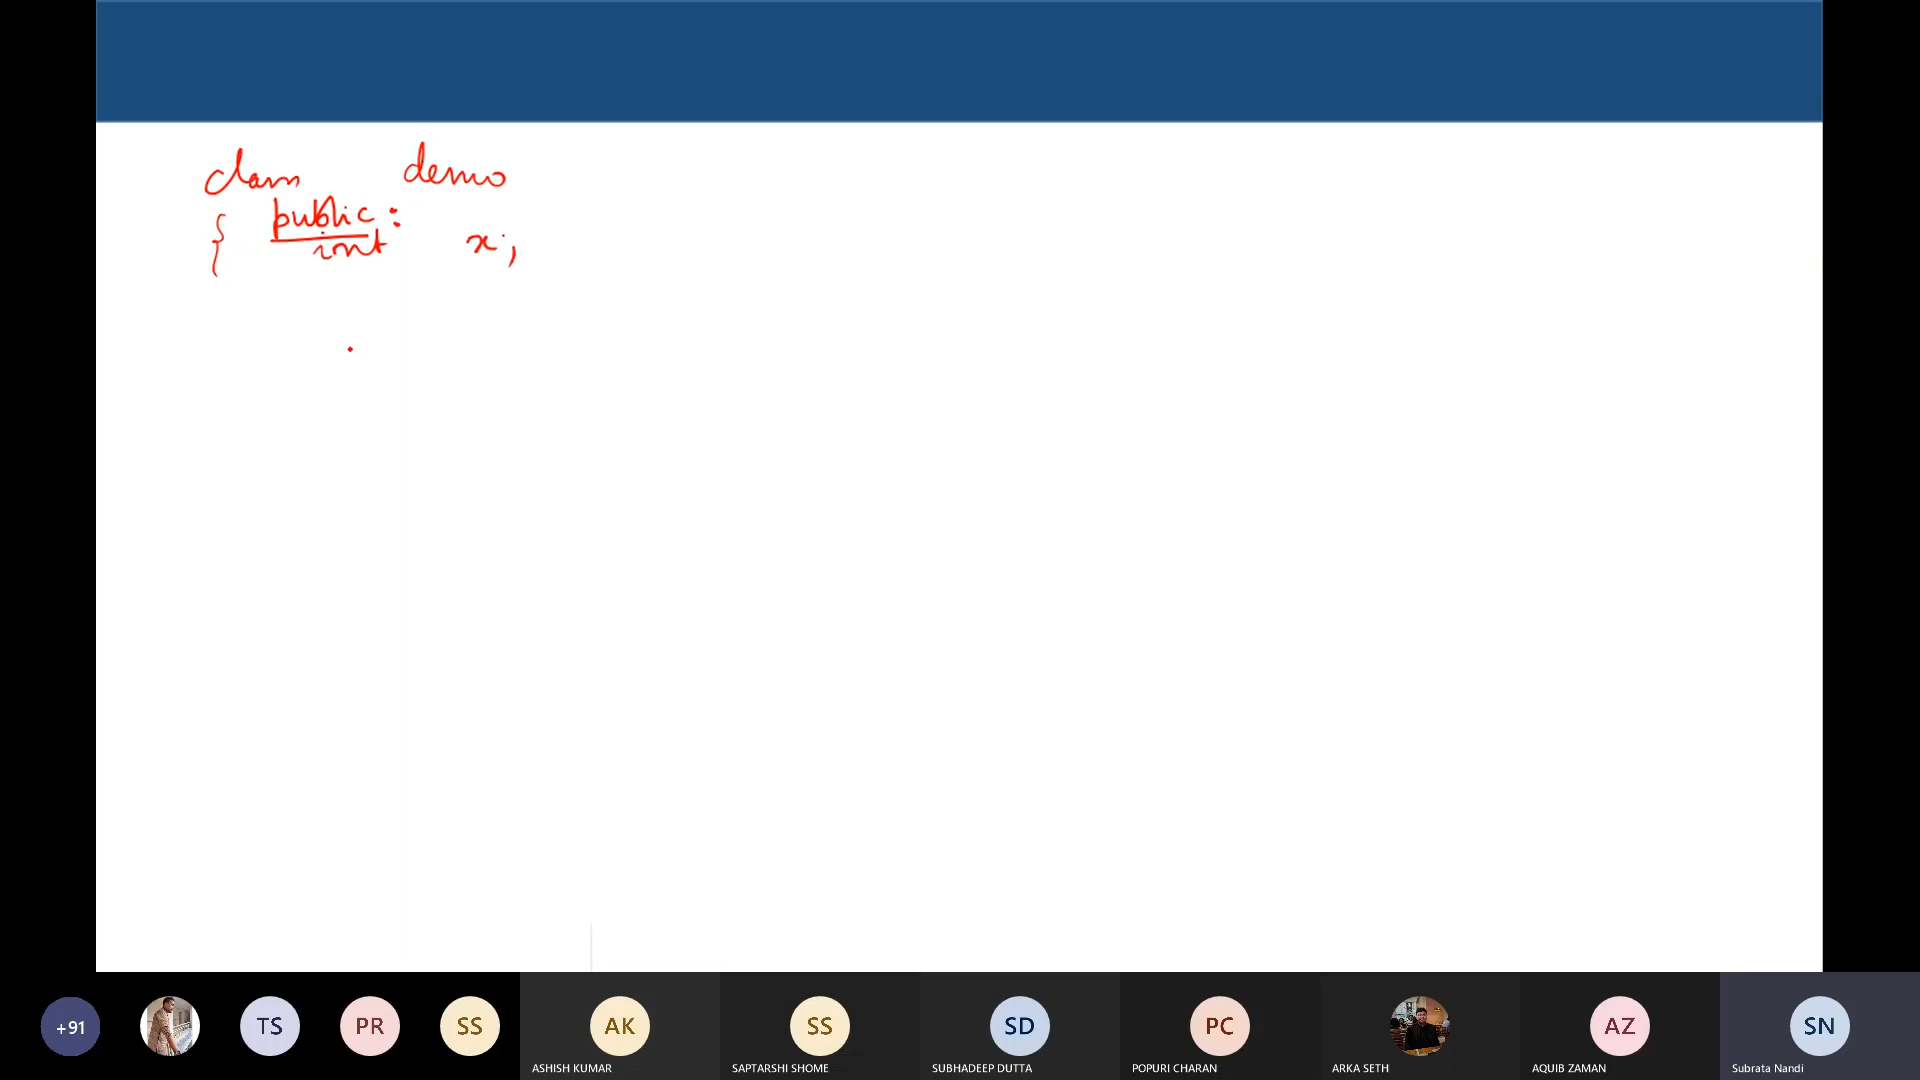 class demo
{ public:
int x;
+91
TS
PR
SS
AK
SS
SD
PC
AZ
SN
ASHISH KUMAR
SAPTARSHI SHOME
SUBHADEEP DUTTA
POPURI CHARAN
ARKA SETH
AQUIB ZAMAN
Subrata Nandi